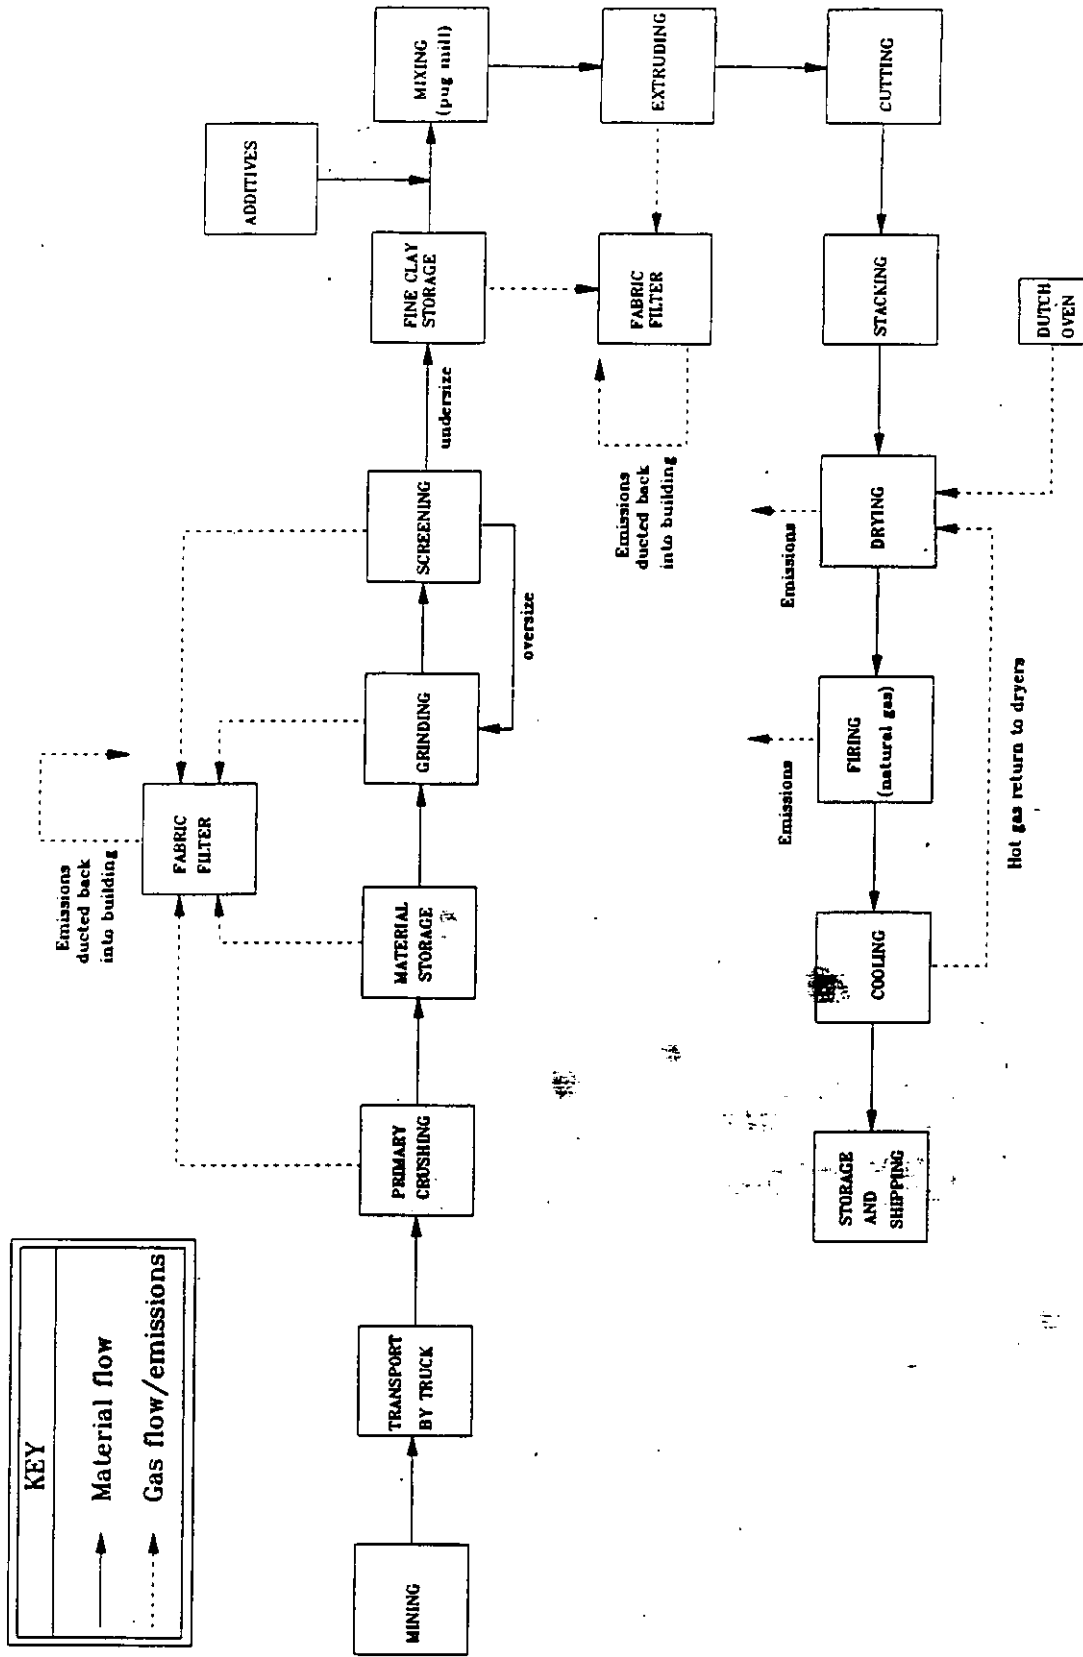 KEY
Material flow
Gas flow/emissions
Emissions
ducted back
into building
FABRIC
FILTER
ADDITIVES
MINING
TRANSPORT
BY TRUCK
PRIMARY
CRUSHING
MATERIAL
STORAGE
GRINDING
SCREENING
oversize
undersize
FINE CLAY
STORAGE
MIXING
(pug mill)
EXTRUDING
FABRIC
FILTER
Emissions
ducted back
into building
CUTTING
STACKING
DUTCH
OVEN
DRYING
Emissions
FIRING
(natural gas)
Emissions
Hot gas return to dryers
COOLING
STORAGE
AND
SHIPPING